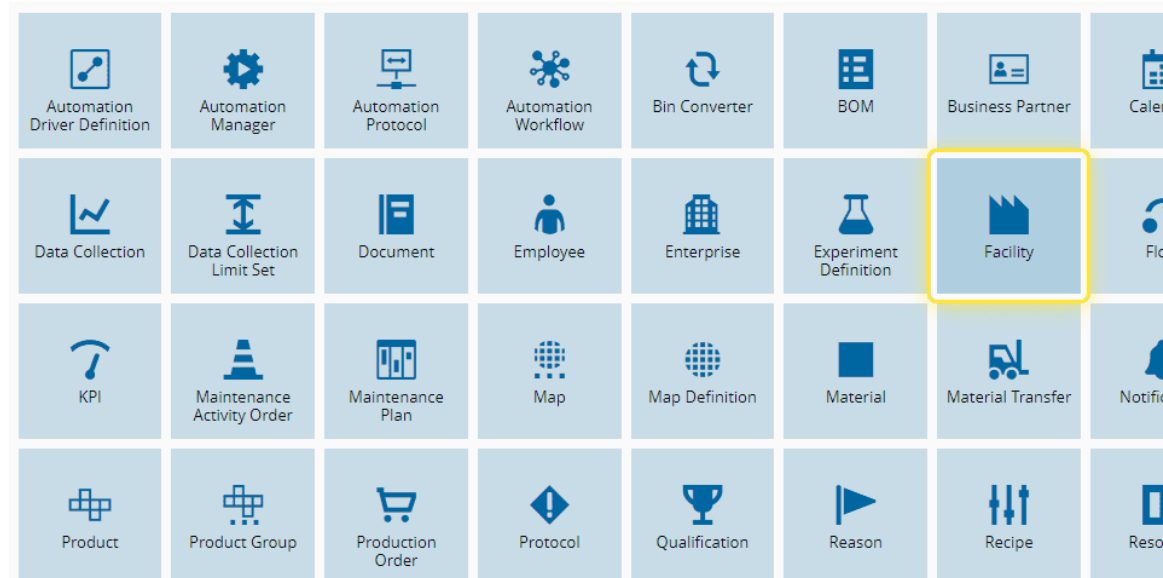 Automation
Driver Definition
Automation
Manager
Automation
Protocol
Automation
Workflow
Bin Converter
BOM
Business Partner
Data Collection
Data Collection
Limit Set
Document
Employee
Enterprise
Experiment
Definition
Facility
KPI
Maintenance
Activity Order
Maintenance
Plan
Map
Map Definition
Material
Material Transfer
Product
Product Group
Production
Order
Protocol
Qualification
Reason
Recipe